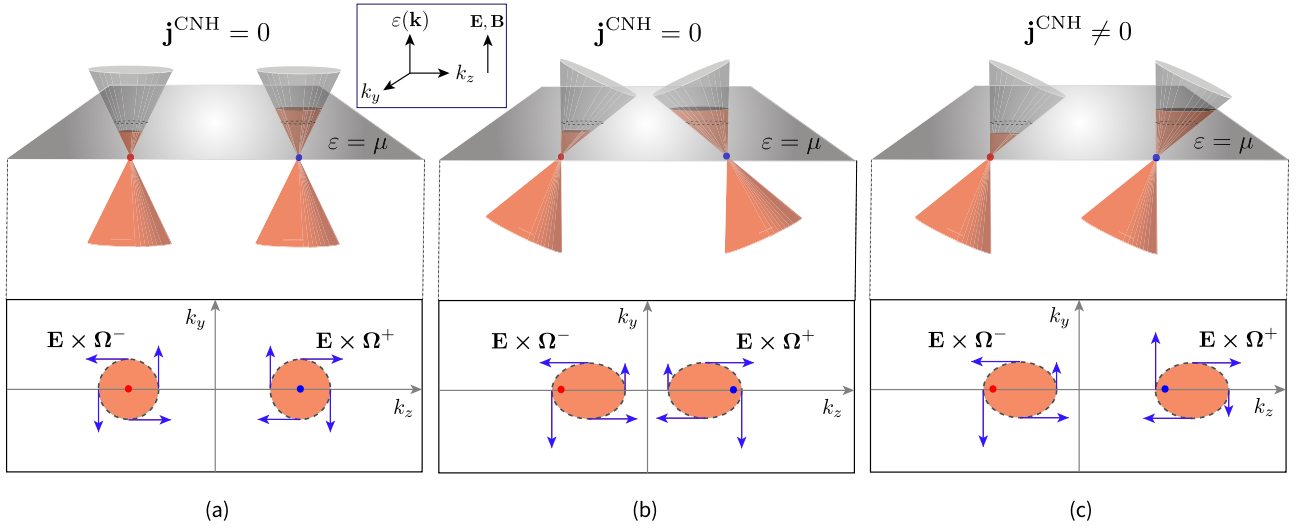 j^CNH = 0
ε(k)
k_y
k_z
E, B
j^CNH = 0
j^CNH ≠ 0
ε = μ
ε = μ
ε = μ
k_y
E × Ω⁻
E × Ω⁺
k_z
k_y
E × Ω⁻
E × Ω⁺
k_z
k_y
E × Ω⁻
E × Ω⁺
k_z
(a)
(b)
(c)